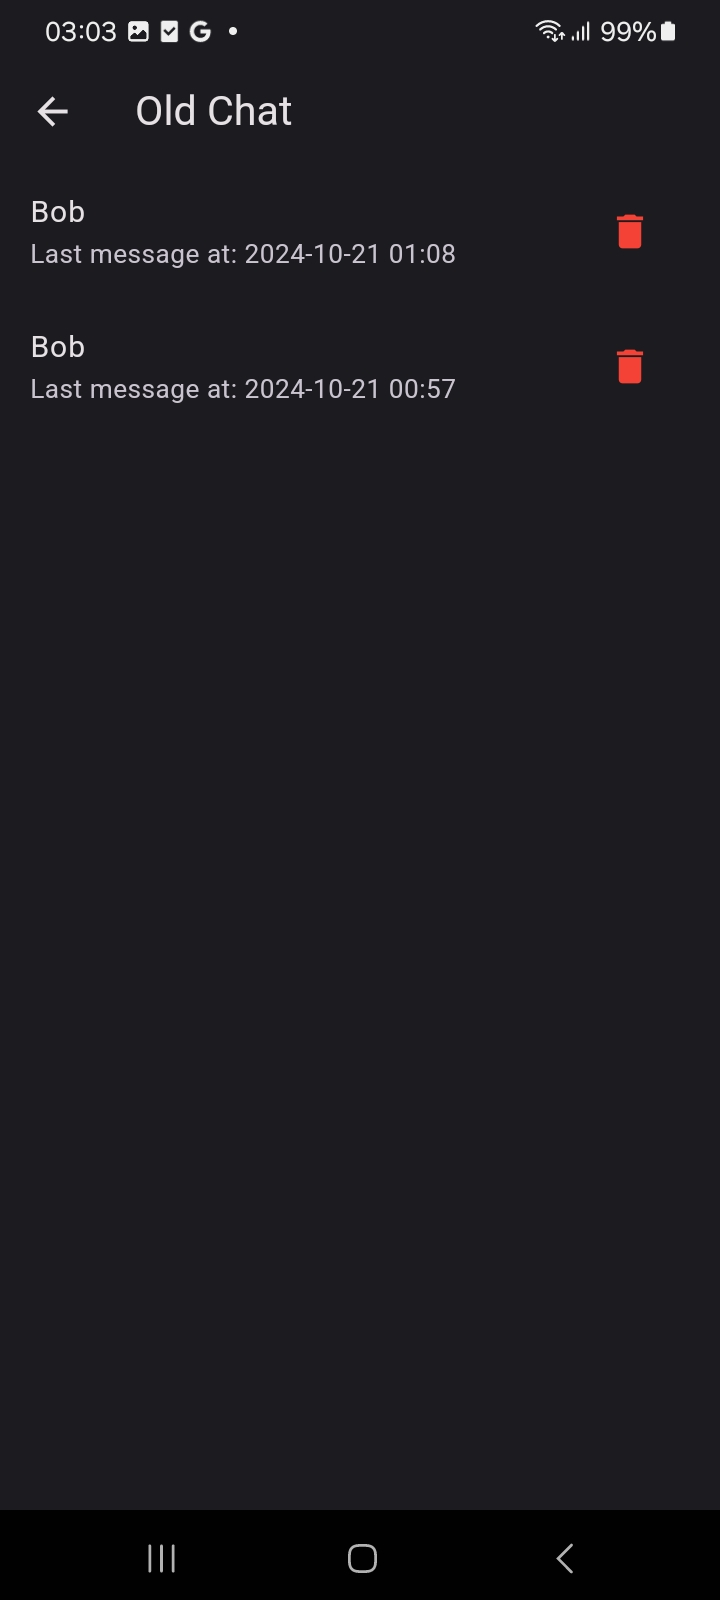 03:03 G 99%
Old Chat
Bob
Last message at: 2024-10-21 01:08
Bob
Last message at: 2024-10-21 00:57